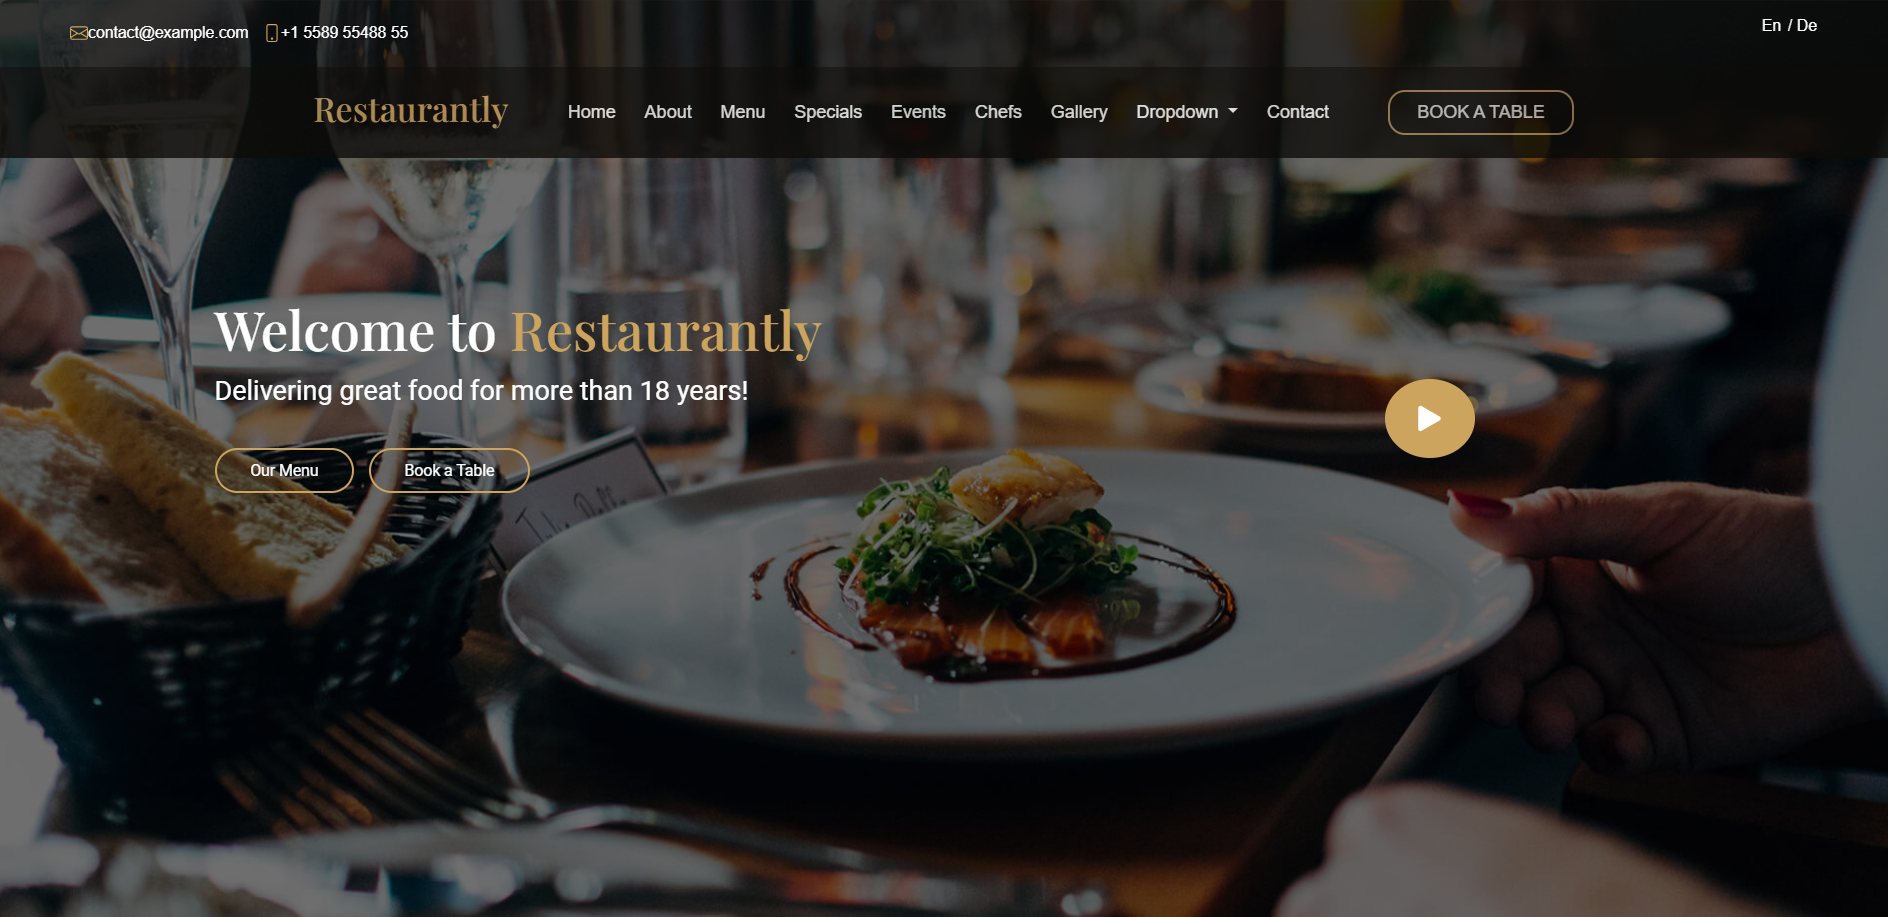 contact@example.com +1 5589 55488 55
En / De
Restaurantly Home About Menu Specials Events Chefs Gallery Dropdown Contact BOOK A TABLE
Welcome to Restaurantly
Delivering great food for more than 18 years!
Our Menu Book a Table